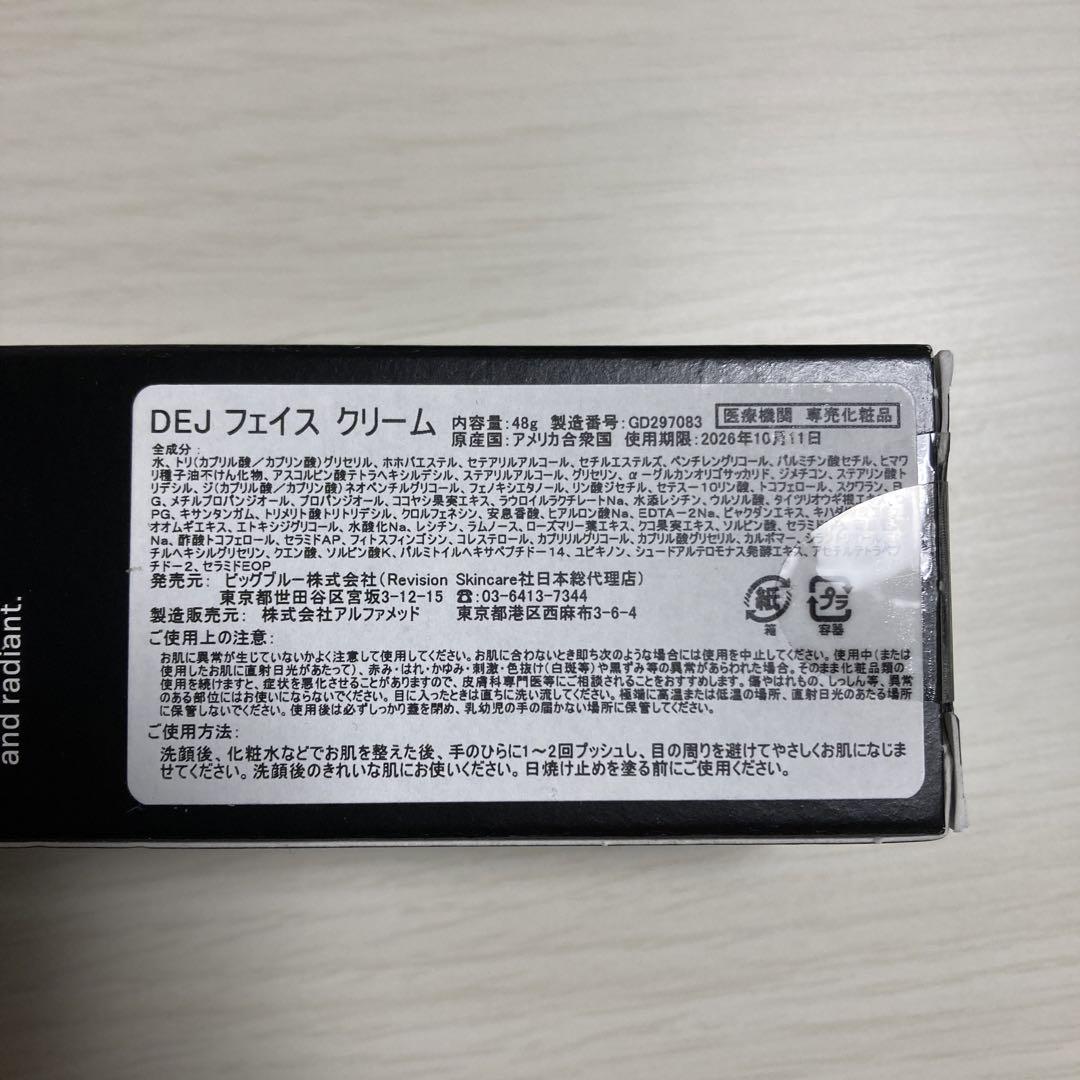 DEJ フェイス クリーム 内容量:48g 製造番号:GD297083 医療機関 専売化粧品
原産国:アメリカ合衆国 使用期限:2026年10月11日
全成分:
水、トリ(カプリル酸/カプリン酸)グリセリル、ホホバエステル、セテアリルアルコール、セチルエステルズ、ペンチレングリコール、パルミチン酸セチル、ヒマワ
リ種子油不けん化物、アスコルビン酸テトラヘキシルデシル、ステアリルアルコール、グリセリン、α-グルカンオリゴサッカリド、ジメチコン、ステアリン酸ト
リデシル、ジ(カプリル酸/カプリン酸)ネオペンチルグリコール、フェノキシエタノール、リン酸ジセチル、セテス-10リン酸、トコフェロール、スクワラン、B
G、メチルプロパンジオール、プロパンジオール、ココヤシ果実エキス、ラウロイルラクチレートNa、水添レシチン、ウルソル酸、タイツリオウギ根エキス
PG、キサンタンガム、トリメリト酸トリトリデシル、クロルフェネシン、安息香酸、ヒアルロン酸Na、EDTA-2Na、ビャクダンエキス、キハダ
オオムギエキス、エトキシジグリコール、水酸化Na、レシチン、ラムノース、ローズマリー葉エキス、クコ果実エキス、ソルビン酸、セラミド
Na、酢酸トコフェロール、セラミドAP、フィトスフィンゴシン、コレステロール、カプリリルグリコール、カプリル酸グリセリル、カルボマー、
チルヘキシルグリセリン、クエン酸、ソルビン酸K、パルミトイルヘキサペプチド-14、ユビキノン、シュードアルテロモナス発酵エキス、アセチルテトラペプ
チド-2、セラミドEOP
発売元: ビッグブルー株式会社(Revision Skincare社日本総代理店)
東京都世田谷区宮坂3-12-15 ☎:03-6413-7344
製造販売元: 株式会社アルファメッド 東京都港区西麻布3-6-4
紙 プラ
箱 容器
ご使用上の注意:
お肌に異常が生じていないかよく注意して使用してください。お肌に合わないとき即ち次のような場合には使用を中止してください。使用中(または
使用したお肌に直射日光があたって)、赤み・はれ・かゆみ・刺激・色抜け(白斑等)や黒ずみ等の異常があらわれた場合。そのまま化粧品類の
使用を続けますと、症状を悪化させることがありますので、皮膚科専門医等にご相談されることをおすすめします。傷やはれもの、しっしん等、異常
のある部位にはお使いにならないでください。目に入ったときは直ちに洗い流してください。極端に高温または低温の場所、直射日光のあたる場所
に保管しないでください。使用後は必ずしっかり蓋を閉め、乳幼児の手の届かない場所に保管してください。
ご使用方法:
洗顔後、化粧水などでお肌を整えた後、手のひらに1~2回プッシュし、目の周りを避けてやさしくお肌になじま
せてください。洗顔後のきれいな肌にお使いください。日焼け止めを塗る前にご使用ください。
and radiant.